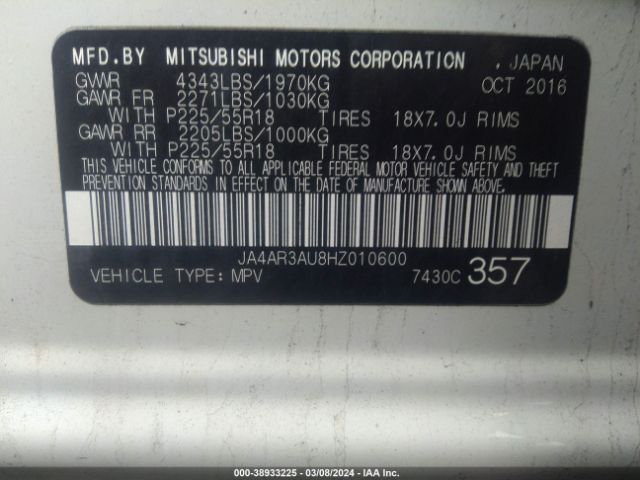 MFD.BY MITSUBISHI MOTORS CORPORATION , JAPAN
GVWR 4343LBS/1970KG OCT 2016
GAWR FR 2271LBS/1030KG
WITH P225/55R18 TIRES 18X7.0J RIMS
GAWR RR 2205LBS/1000KG
WITH P225/55R18 TIRES 18X7.0J RIMS
THIS VEHICLE CONFORMS TO ALL APPLICABLE FEDERAL MOTOR VEHICLE SAFETY AND THEFT
PREVENTION STANDARDS IN EFFECT ON THE DATE OF MANUFACTURE SHOWN ABOVE.
JA4AR3AU8HZ010600
VEHICLE TYPE: MPV 7430C 357
000-38933225 - 03/08/2024 - IAA Inc.